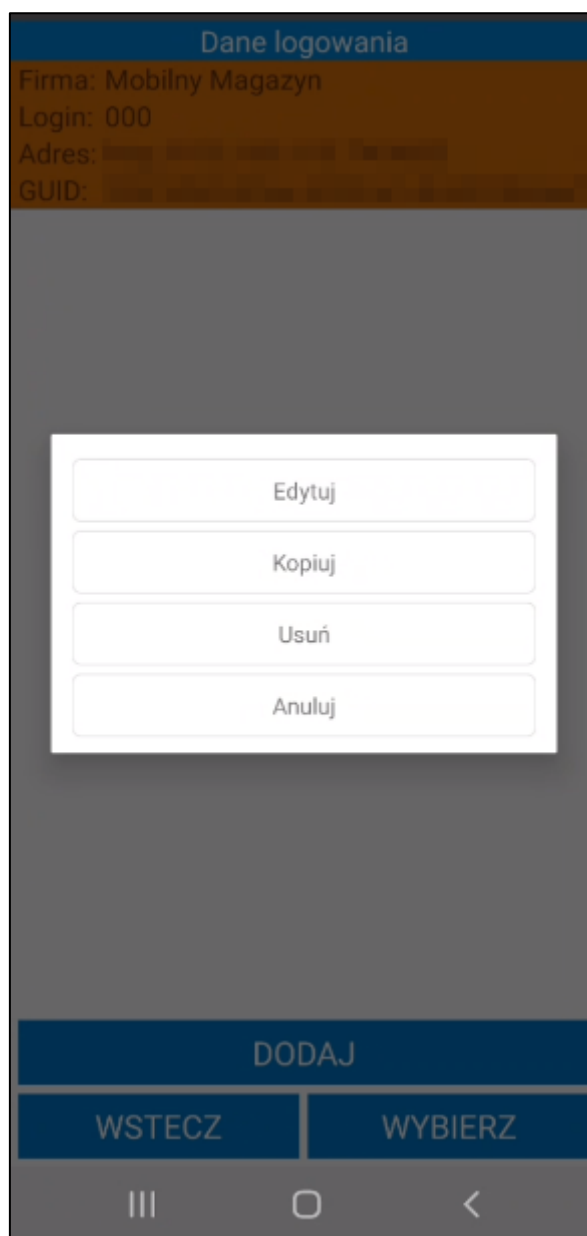 Dane logowania
Firma: Mobilny Magazyn
Login: 000
Adres:
GUID:
Edytuj
Kopiuj
Usuń
Anuluj
DODAJ
WSTECZ WYBIERZ